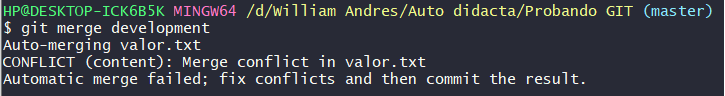 HP@DESKTOP-ICK6B5K MINGW64 /d/William Andres/Auto didacta/Probando GIT (master)
$ git merge development
Auto-merging valor.txt
CONFLICT (content): Merge conflict in valor.txt
Automatic merge failed; fix conflicts and then commit the result.